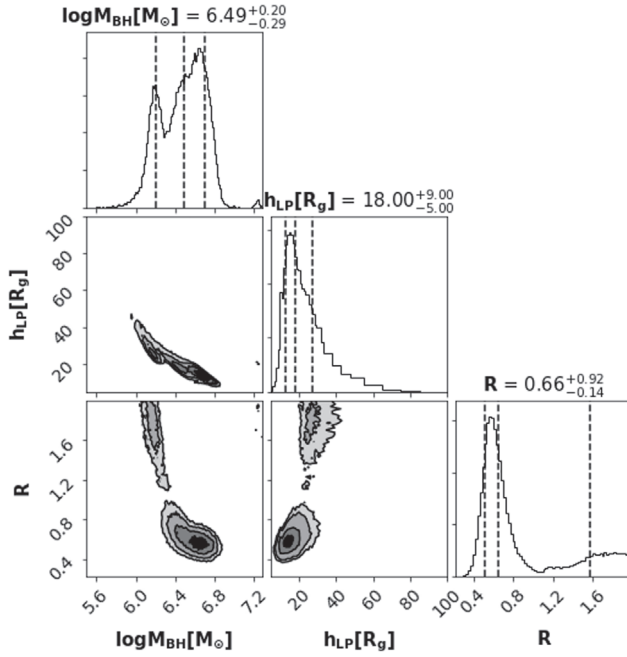 logM_BH[M_⊙] = 6.49^{+0.20}_{-0.29}
h_LP[R_g] = 18.00^{+9.00}_{-5.00}
100
80
60
40
20
h_LP[R_g]
R = 0.66^{+0.92}_{-0.14}
1.6
1.2
0.8
0.4
R
5.6 6.0 6.4 6.8 7.2
20 40 60 80 100
0.4 0.8 1.2 1.6
logM_BH[M_⊙]
h_LP[R_g]
R